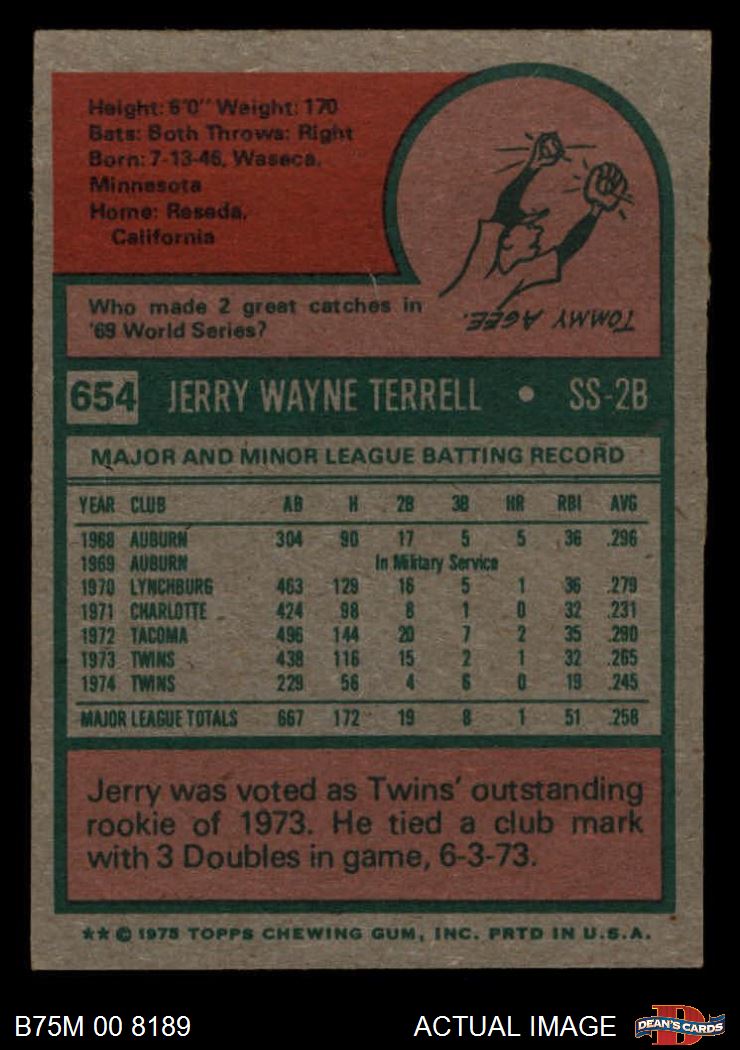 Height: 6'0" Weight: 170
Bats: Both Throws: Right
Born: 7-13-46, Waseca,
Minnesota
Home: Reseda,
California
Who made 2 great catches in
'69 World Series?
TOMMY AGEE.
654 JERRY WAYNE TERRELL • SS-2B
MAJOR AND MINOR LEAGUE BATTING RECORD
YEAR CLUB AB H 2B 3B HR RBI AVG
1968 AUBURN 304 90 17 5 5 36 .296
1969 AUBURN In Military Service
1970 LYNCHBURG 463 129 16 5 1 36 .279
1971 CHARLOTTE 424 98 8 1 0 32 .231
1972 TACOMA 496 144 20 7 2 35 .290
1973 TWINS 438 116 15 2 1 32 .265
1974 TWINS 229 56 4 6 0 19 .245
MAJOR LEAGUE TOTALS 667 172 19 8 1 51 .258
Jerry was voted as Twins' outstanding
rookie of 1973. He tied a club mark
with 3 Doubles in game, 6-3-73.
** © 1975 TOPPS CHEWING GUM, INC. PRTD IN U.S.A.
B75M 00 8189 ACTUAL IMAGE
DEAN'S CARDS